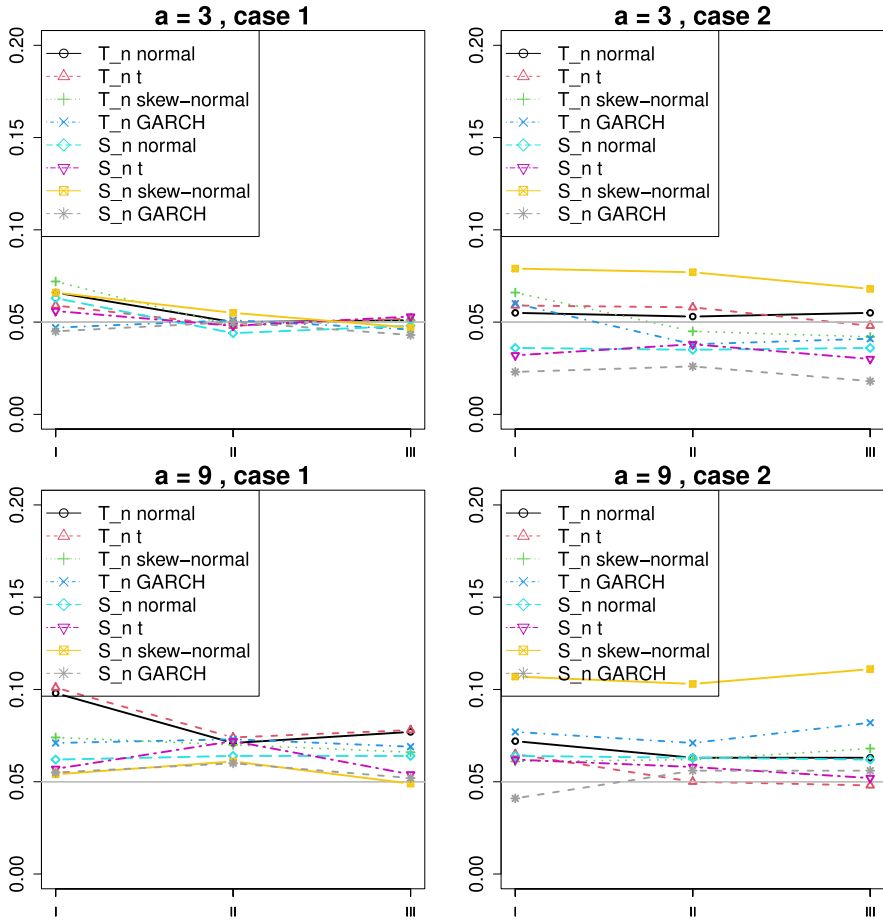 a = 3 , case 1
0.20
0.15
0.10
0.05
0.00
T_n normal
T_n t
T_n skew−normal
T_n GARCH
S_n normal
S_n t
S_n skew−normal
S_n GARCH
I
II
III
a = 3 , case 2
0.20
0.15
0.10
0.05
0.00
T_n normal
T_n t
T_n skew−normal
T_n GARCH
S_n normal
S_n t
S_n skew−normal
S_n GARCH
I
II
III
a = 9 , case 1
0.20
0.15
0.10
0.05
0.00
T_n normal
T_n t
T_n skew−normal
T_n GARCH
S_n normal
S_n t
S_n skew−normal
S_n GARCH
I
II
III
a = 9 , case 2
0.20
0.15
0.10
0.05
0.00
T_n normal
T_n t
T_n skew−normal
T_n GARCH
S_n normal
S_n t
S_n skew−normal
S_n GARCH
I
II
III